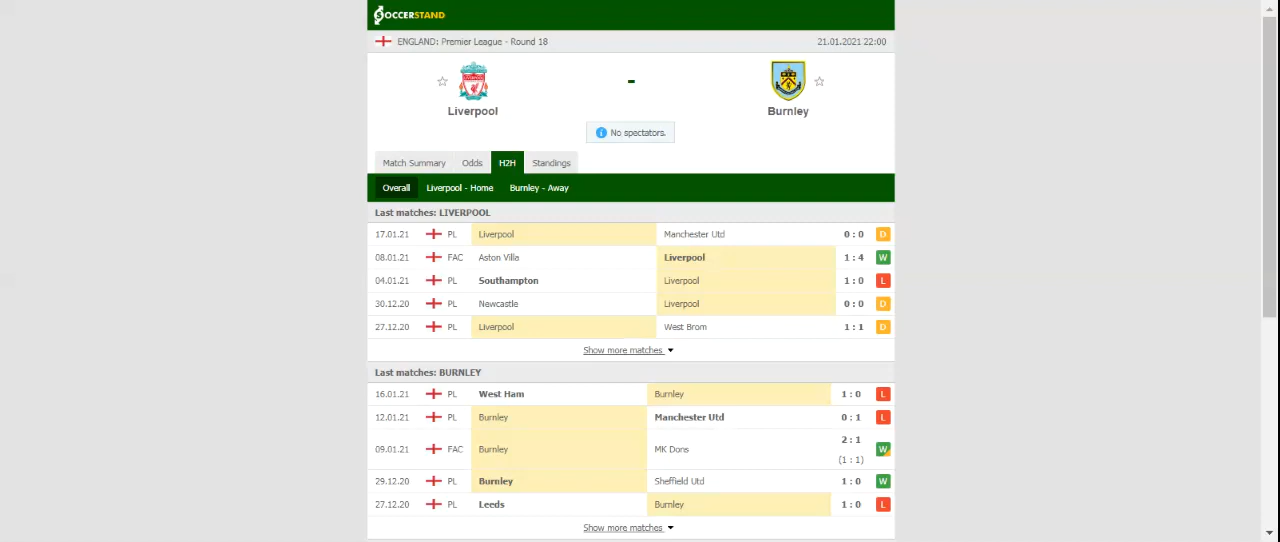 SOCCERSTAND
ENGLAND: Premier League - Round 18 21.01.2021 22:00
-
Liverpool Burnley
No spectators.
Match Summary Odds H2H Standings
Overall Liverpool - Home Burnley - Away
Last matches: LIVERPOOL
17.01.21 PL Liverpool Manchester Utd 0 : 0 D
08.01.21 FAC Aston Villa Liverpool 1 : 4 W
04.01.21 PL Southampton Liverpool 1 : 0 L
30.12.20 PL Newcastle Liverpool 0 : 0 D
27.12.20 PL Liverpool West Brom 1 : 1 D
Show more matches
Last matches: BURNLEY
16.01.21 PL West Ham Burnley 1 : 0 L
12.01.21 PL Burnley Manchester Utd 0 : 1 L
09.01.21 FAC Burnley MK Dons 2 : 1 W
(1 : 1)
29.12.20 PL Burnley Sheffield Utd 1 : 0 W
27.12.20 PL Leeds Burnley 1 : 0 L
Show more matches